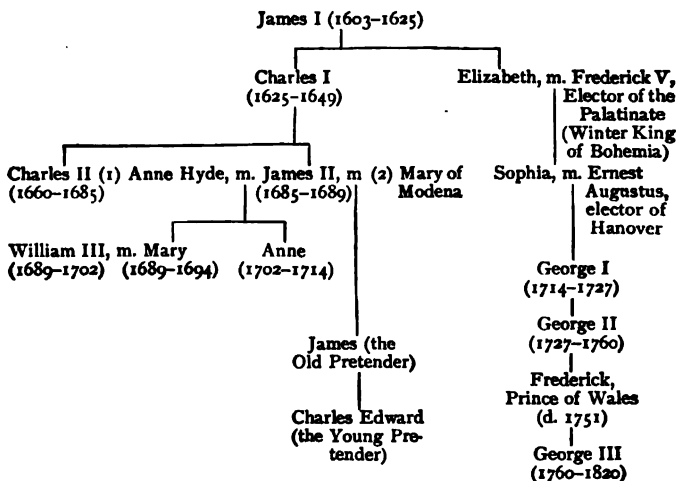 James I (1603–1625)
Charles I
(1625–1649)
Elizabeth, m. Frederick V,
Elector of the
Palatinate
(Winter King
of Bohemia)
Charles II (1) Anne Hyde, m. James II, m (2) Mary of
(1660–1685) (1685–1689) Modena
Sophia, m. Ernest
Augustus,
elector of
Hanover
William III, m. Mary Anne
(1689–1702) (1689–1694) (1702–1714)
George I
(1714–1727)
George II
(1727–1760)
James (the
Old Pretender)
Frederick,
Prince of Wales
(d. 1751)
Charles Edward
(the Young Pre-
tender)
George III
(1760–1820)